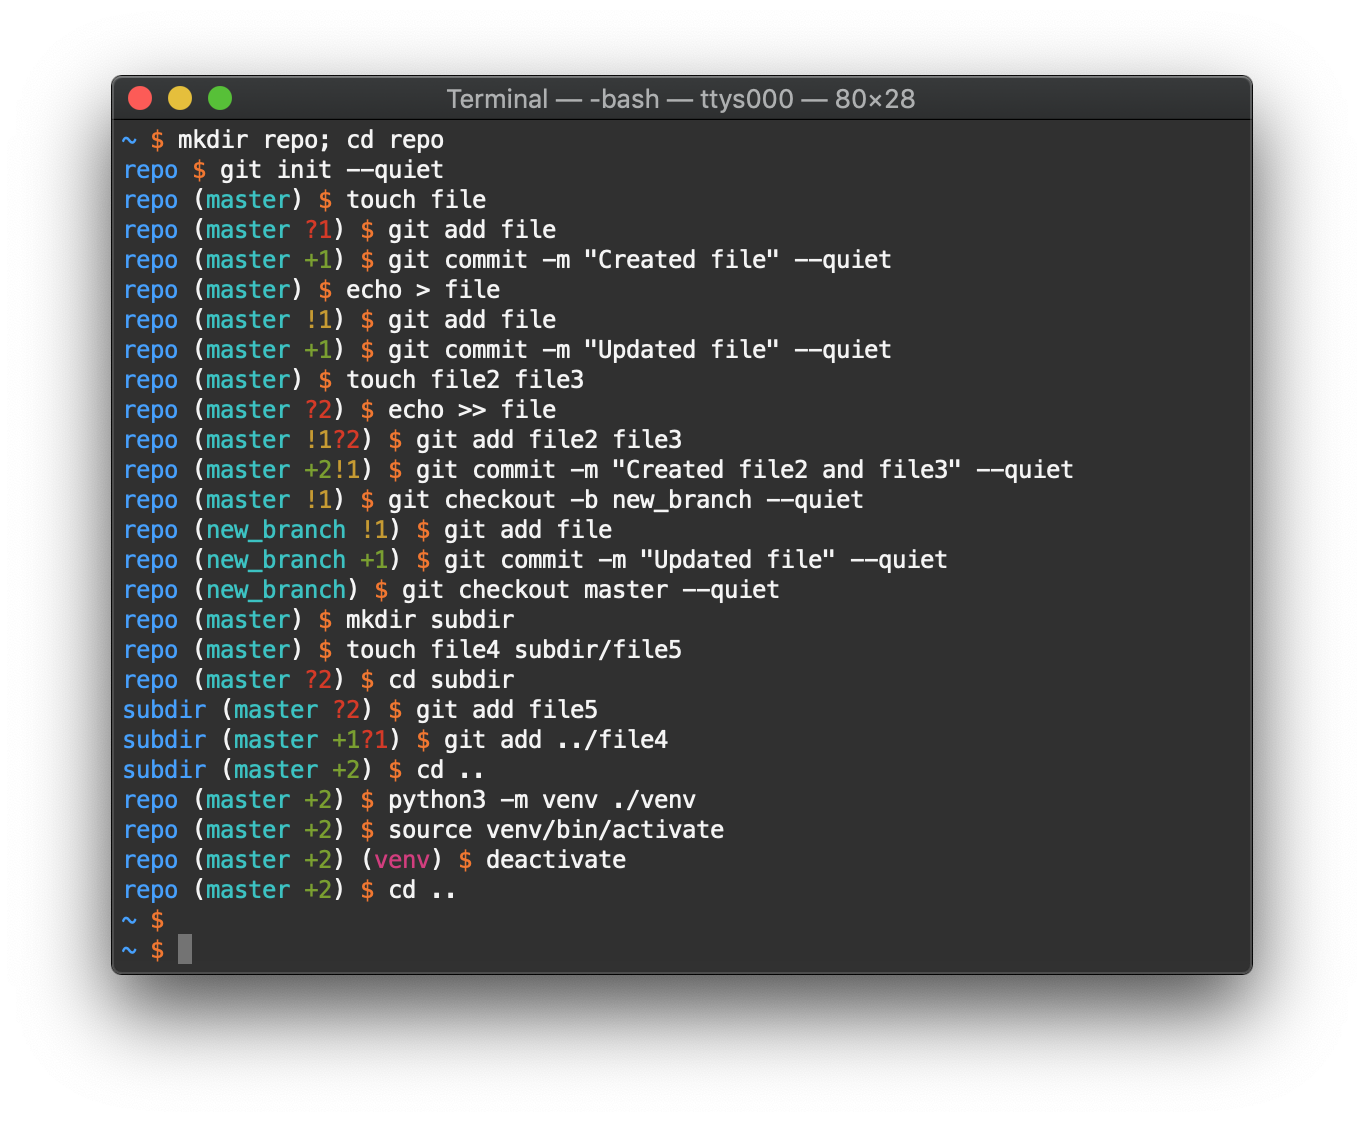 Terminal — -bash — ttys000 — 80×28
~ $ mkdir repo; cd repo
repo $ git init --quiet
repo (master) $ touch file
repo (master ?1) $ git add file
repo (master +1) $ git commit -m "Created file" --quiet
repo (master) $ echo > file
repo (master !1) $ git add file
repo (master +1) $ git commit -m "Updated file" --quiet
repo (master) $ touch file2 file3
repo (master ?2) $ echo >> file
repo (master !1?2) $ git add file2 file3
repo (master +2!1) $ git commit -m "Created file2 and file3" --quiet
repo (master !1) $ git checkout -b new_branch --quiet
repo (new_branch !1) $ git add file
repo (new_branch +1) $ git commit -m "Updated file" --quiet
repo (new_branch) $ git checkout master --quiet
repo (master) $ mkdir subdir
repo (master) $ touch file4 subdir/file5
repo (master ?2) $ cd subdir
subdir (master ?2) $ git add file5
subdir (master +1?1) $ git add ../file4
subdir (master +2) $ cd ..
repo (master +2) $ python3 -m venv ./venv
repo (master +2) $ source venv/bin/activate
repo (master +2) (venv) $ deactivate
repo (master +2) $ cd ..
~ $
~ $